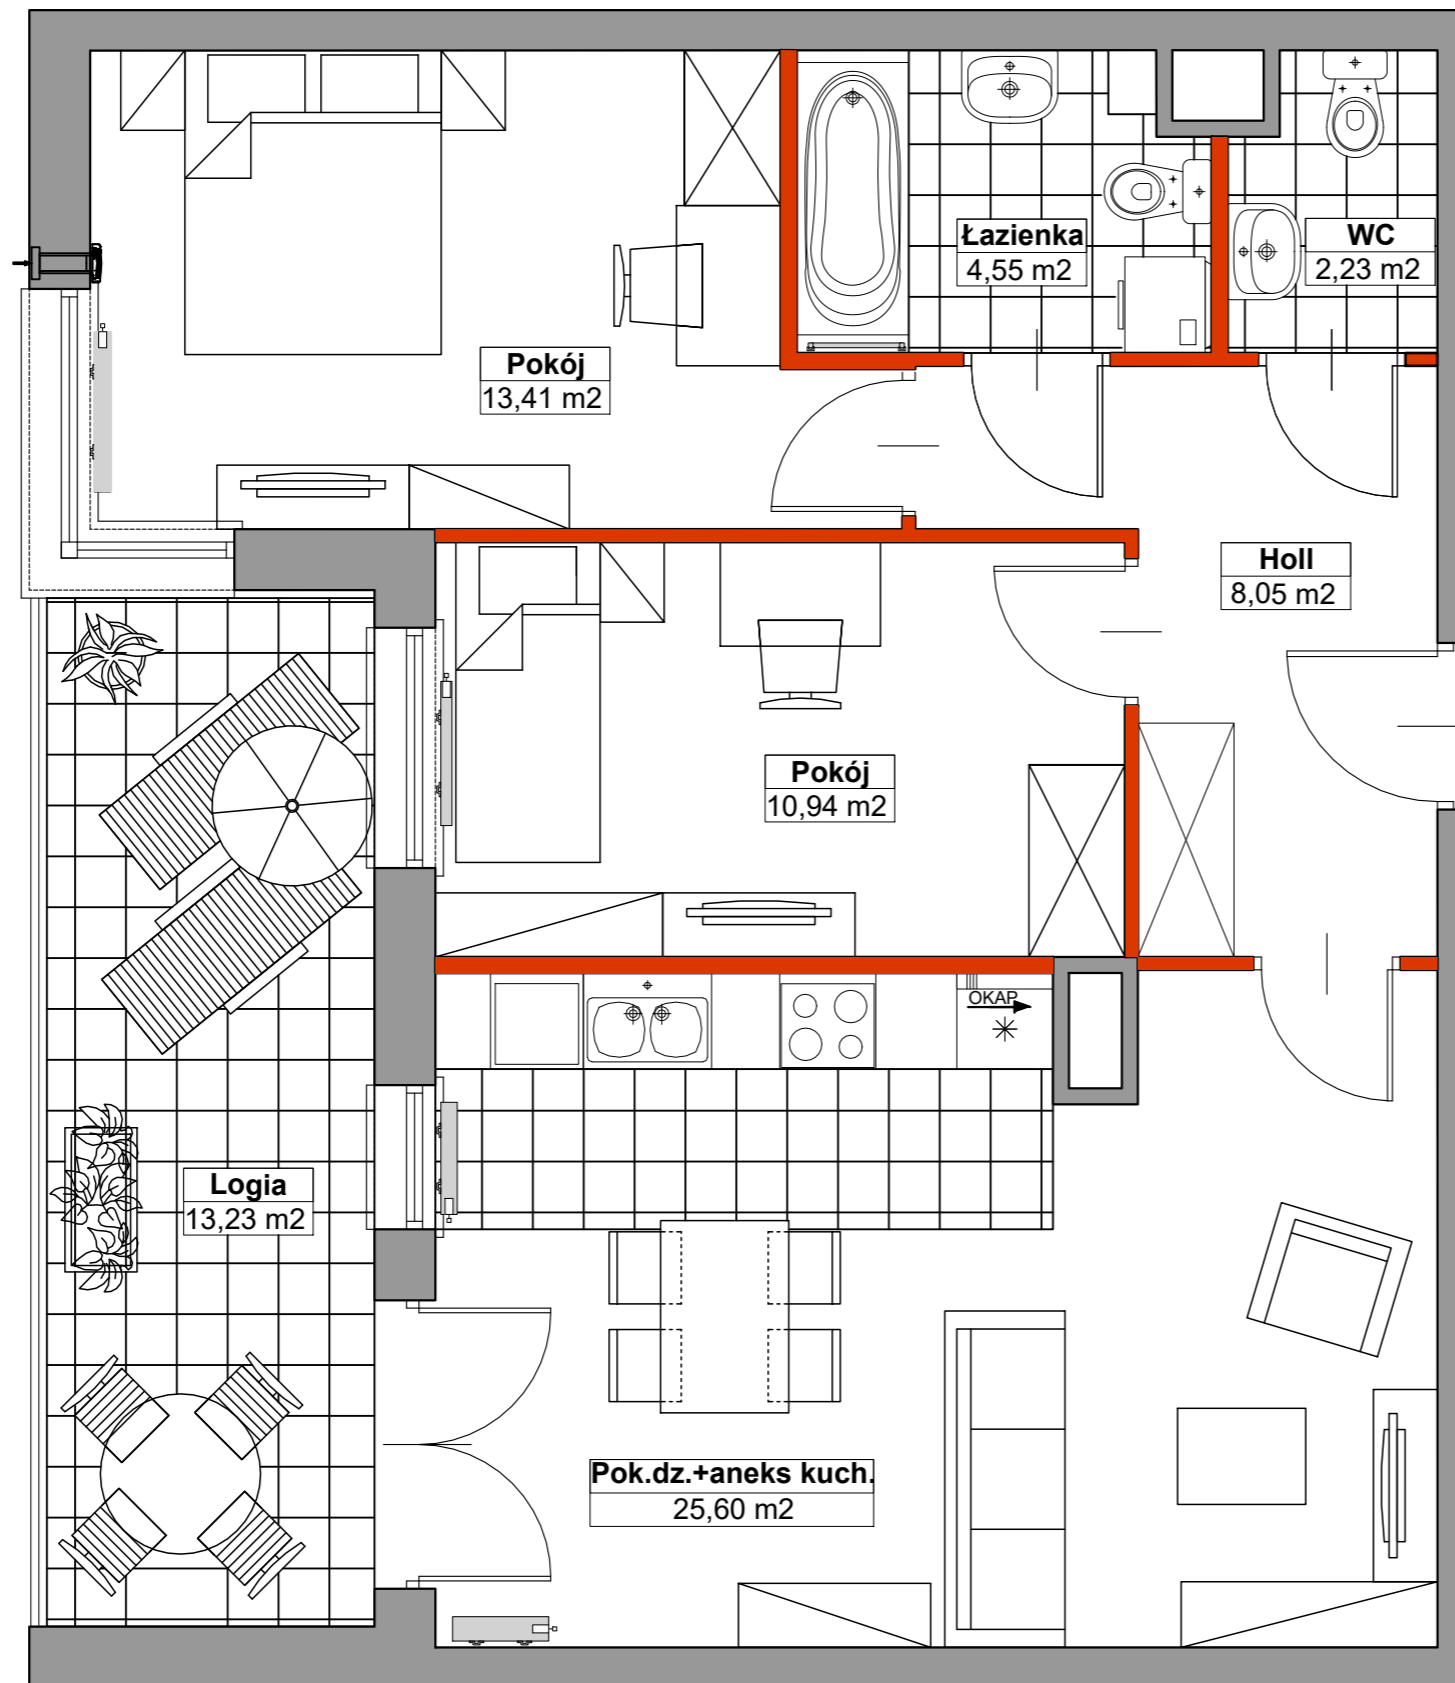 Łazienka
4,55 m2
WC
2,23 m2
Pokój
13,41 m2
Holl
8,05 m2
Pokój
10,94 m2
OKAP
Logia
13,23 m2
Pok.dz.+aneks kuch.
25,60 m2